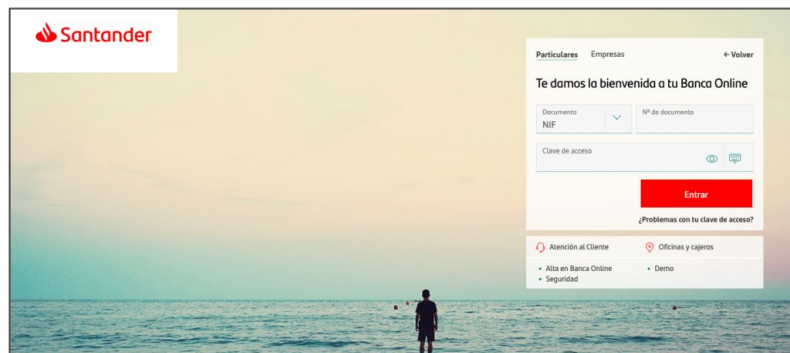 Santander
Particulares Empresas ← Volver
Te damos la bienvenida a tu Banca Online
Documento
NIF
Nº de documento
Clave de acceso
Entrar
¿Problemas con tu clave de acceso?
Atención al Cliente Oficinas y cajeros
• Alta en Banca Online • Demo
• Seguridad